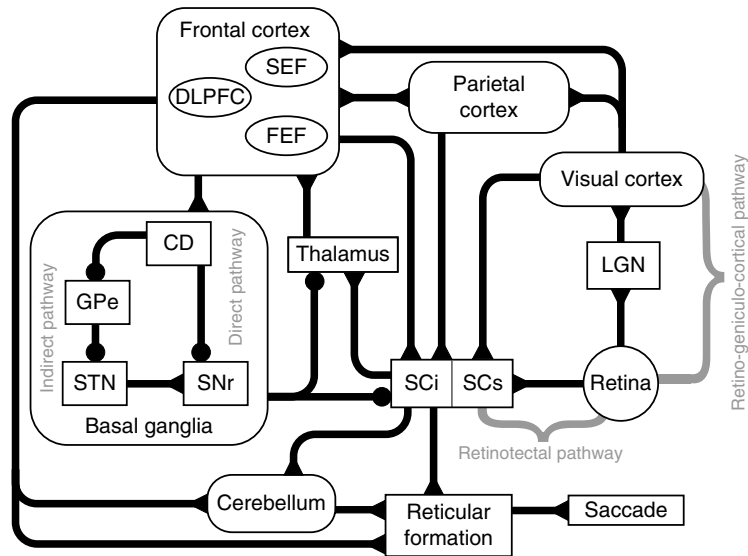 Frontal cortex
SEF
DLPFC
FEF
Parietal
cortex
Visual cortex
LGN
Retina
Retino-geniculo-cortical pathway
Thalamus
CD
Indirect pathway
Direct pathway
GPe
STN
SNr
Basal ganglia
SCi
SCs
Retinotectal pathway
Cerebellum
Reticular
formation
Saccade